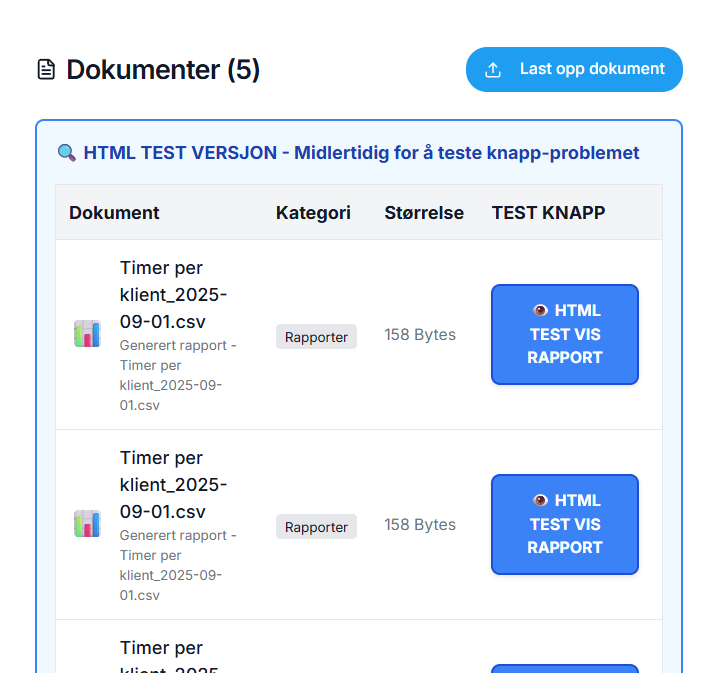 Dokumenter (5)
Last opp dokument
HTML TEST VERSJON - Midlertidig for å teste knapp-problemet
Dokument Kategori Størrelse TEST KNAPP
Timer per
klient_2025-
09-01.csv
Generert rapport -
Timer per
klient_2025-09-
01.csv
Rapporter
158 Bytes
HTML
TEST VIS
RAPPORT
Timer per
klient_2025-
09-01.csv
Generert rapport -
Timer per
klient_2025-09-
01.csv
Rapporter
158 Bytes
HTML
TEST VIS
RAPPORT
Timer per
klient_2025-